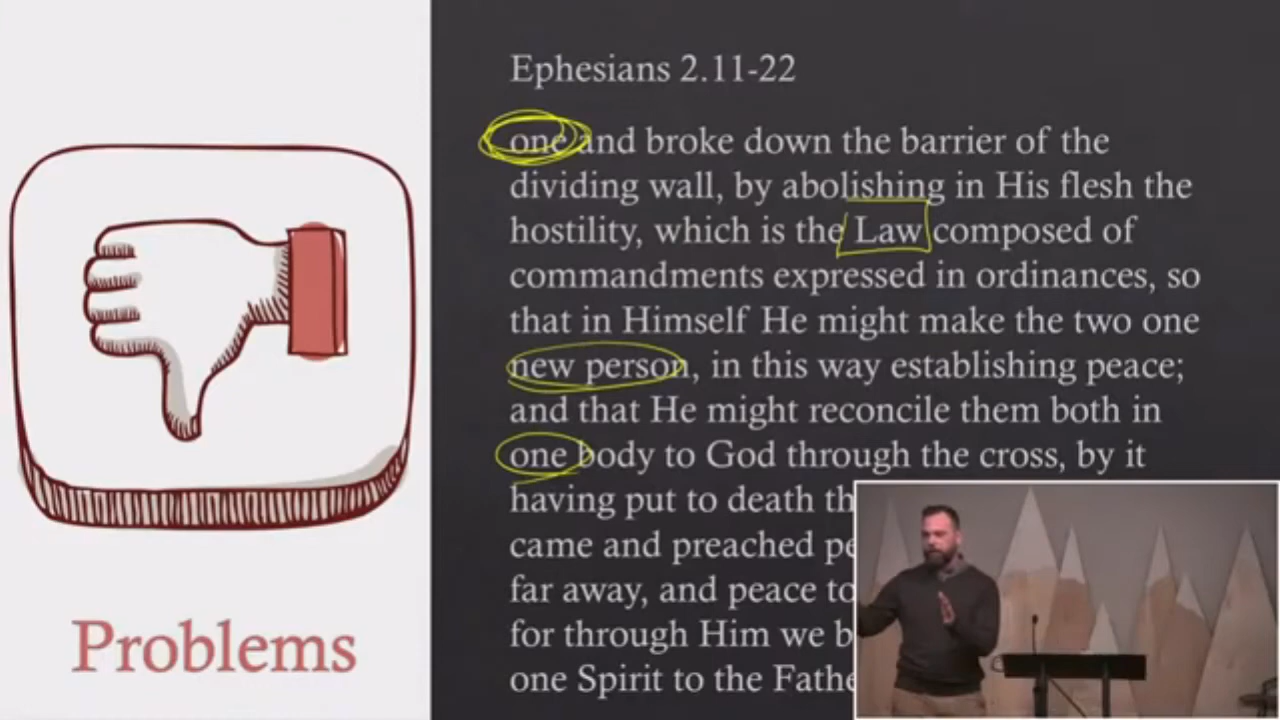 Ephesians 2.11-22
one and broke down the barrier of the
dividing wall, by abolishing in His flesh the
hostility, which is the Law composed of
commandments expressed in ordinances, so
that in Himself He might make the two one
new person, in this way establishing peace;
and that He might reconcile them both in
one body to God through the cross, by it
having put to death
came and preached
far away, and peace to
for through Him we
one Spirit to the
Problems